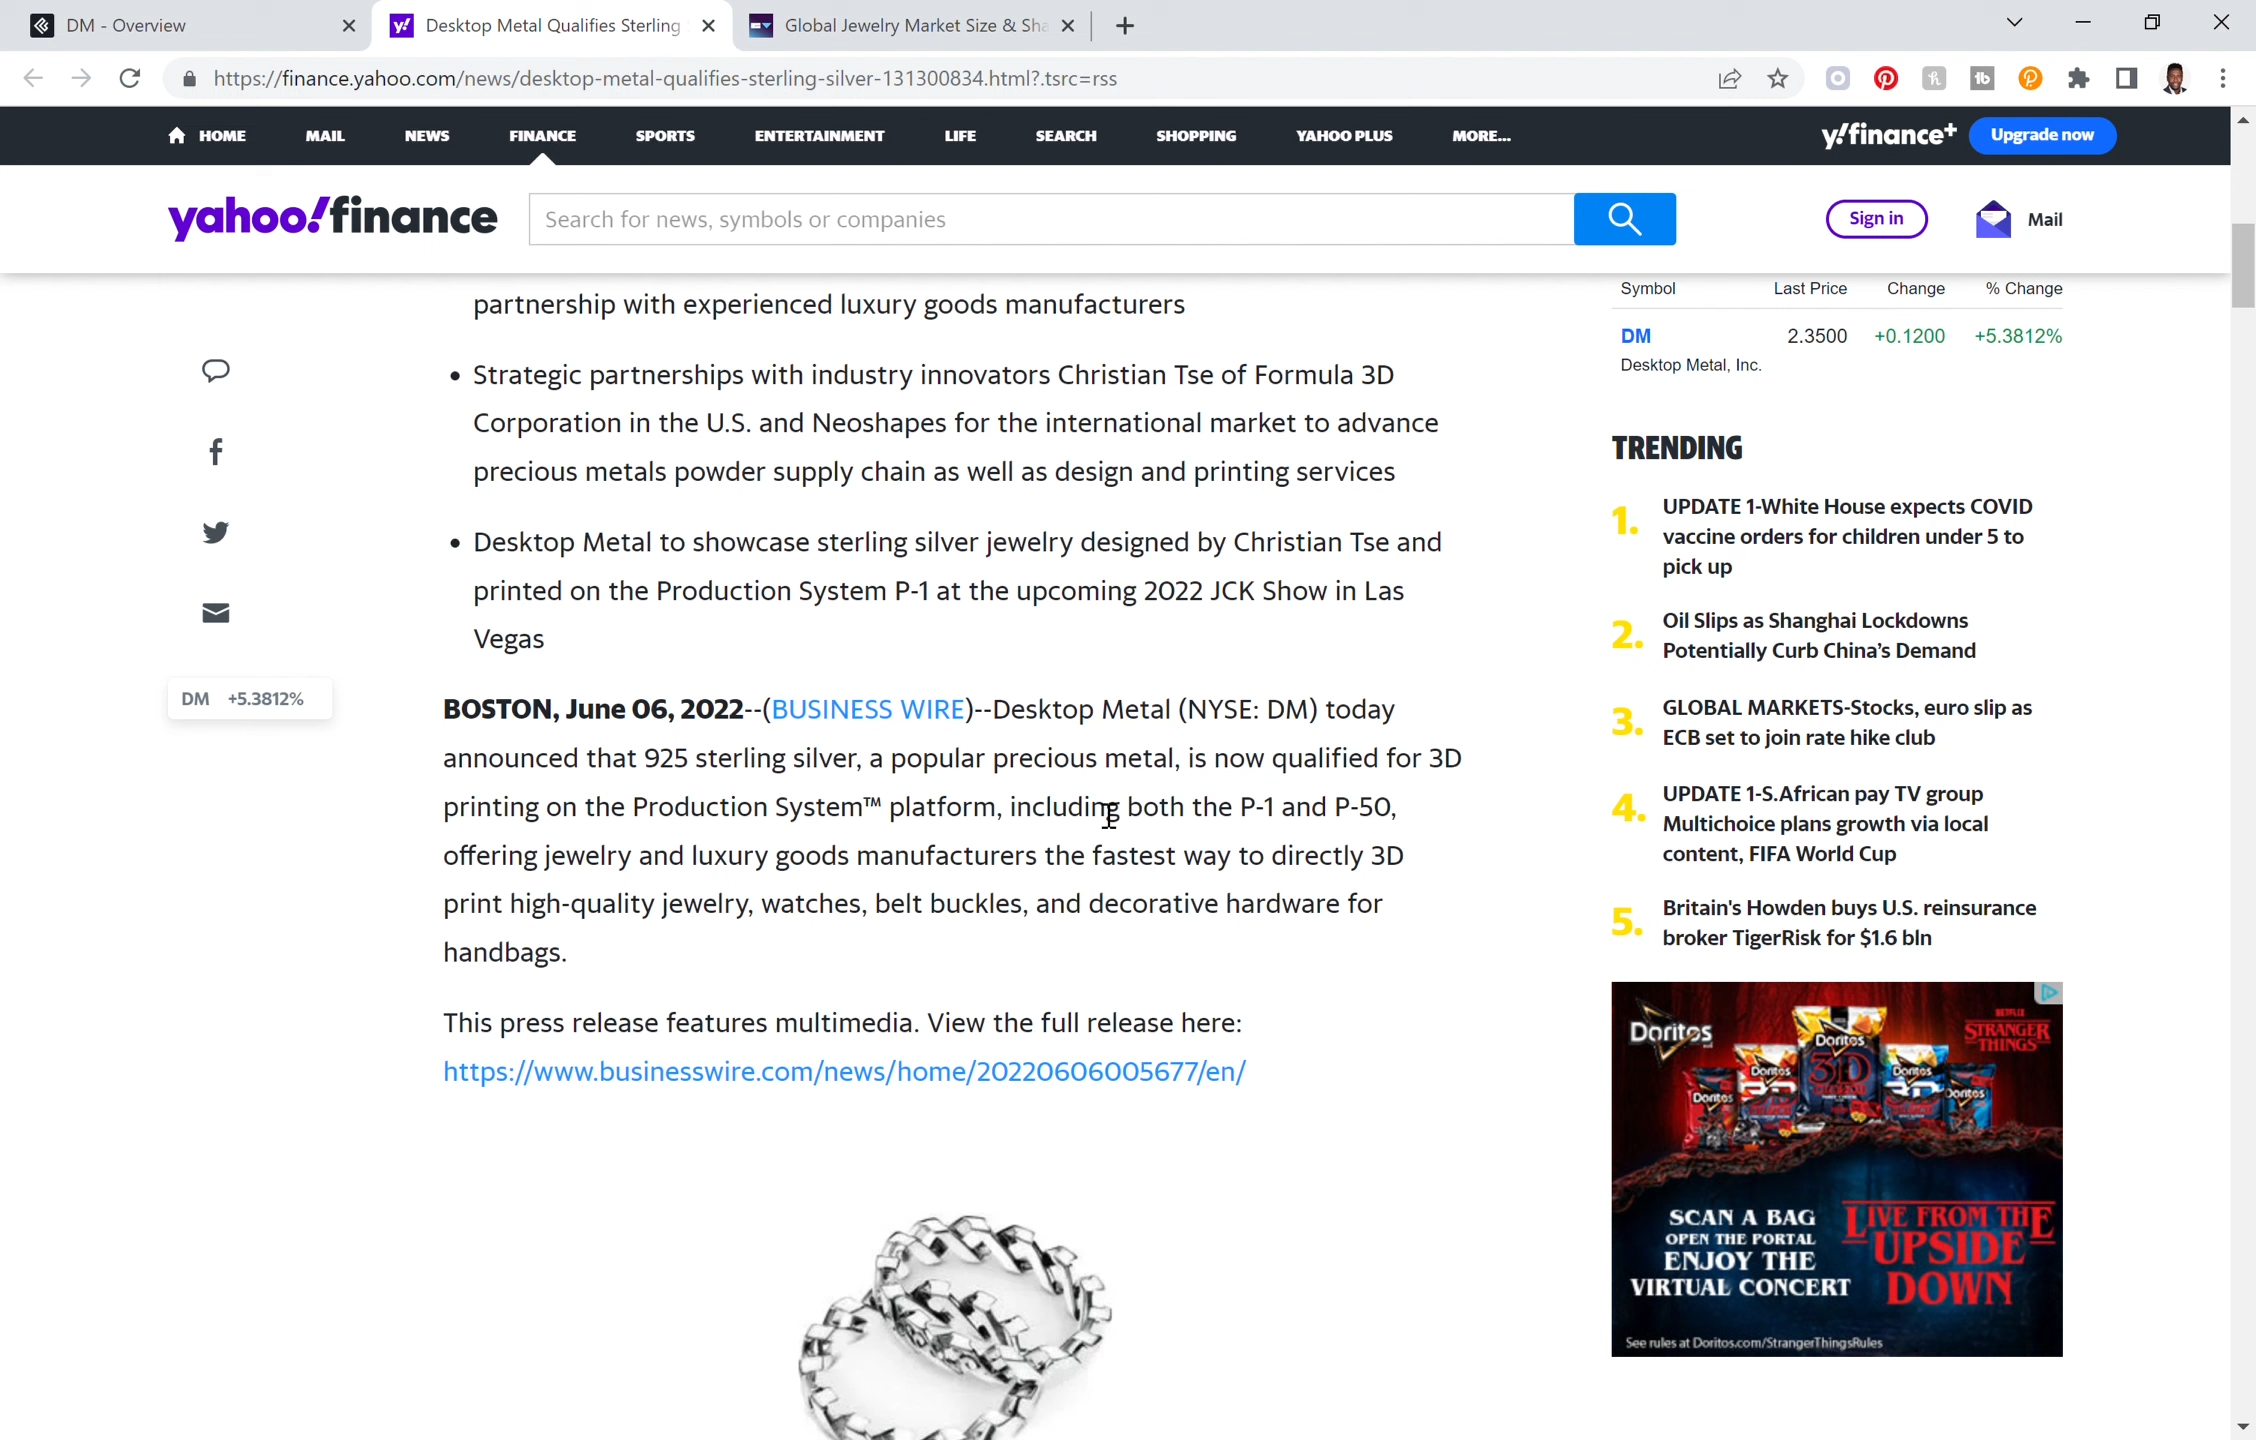 DM - Overview
Desktop Metal Qualifies Sterling
Global Jewelry Market Size & Sha
https://finance.yahoo.com/news/desktop-metal-qualifies-sterling-silver-131300834.html?.tsrc=rss
HOME MAIL NEWS FINANCE SPORTS ENTERTAINMENT LIFE SEARCH SHOPPING YAHOO PLUS MORE...
y!finance+ Upgrade now
yahoo!finance
Search for news, symbols or companies
Sign in
Mail
partnership with experienced luxury goods manufacturers
• Strategic partnerships with industry innovators Christian Tse of Formula 3D
Corporation in the U.S. and Neoshapes for the international market to advance
precious metals powder supply chain as well as design and printing services
• Desktop Metal to showcase sterling silver jewelry designed by Christian Tse and
printed on the Production System P-1 at the upcoming 2022 JCK Show in Las
Vegas
DM +5.3812%
BOSTON, June 06, 2022--(BUSINESS WIRE)--Desktop Metal (NYSE: DM) today
announced that 925 sterling silver, a popular precious metal, is now qualified for 3D
printing on the Production System™ platform, including both the P-1 and P-50,
offering jewelry and luxury goods manufacturers the fastest way to directly 3D
print high-quality jewelry, watches, belt buckles, and decorative hardware for
handbags.
This press release features multimedia. View the full release here:
https://www.businesswire.com/news/home/20220606005677/en/
Symbol Last Price Change % Change
DM 2.3500 +0.1200 +5.3812%
Desktop Metal, Inc.
TRENDING
1. UPDATE 1-White House expects COVID
vaccine orders for children under 5 to
pick up
2. Oil Slips as Shanghai Lockdowns
Potentially Curb China's Demand
3. GLOBAL MARKETS-Stocks, euro slip as
ECB set to join rate hike club
4. UPDATE 1-S.African pay TV group
Multichoice plans growth via local
content, FIFA World Cup
5. Britain's Howden buys U.S. reinsurance
broker TigerRisk for $1.6 bln
Doritos
NETFLIX
STRANGER
THINGS
Doritos
Doritos
Doritos
Doritos
Doritos
3D
SCAN A BAG
OPEN THE PORTAL
ENJOY THE
VIRTUAL CONCERT
LIVE FROM THE
UPSIDE
DOWN
See rules at Doritos.com/StrangerThingsRules